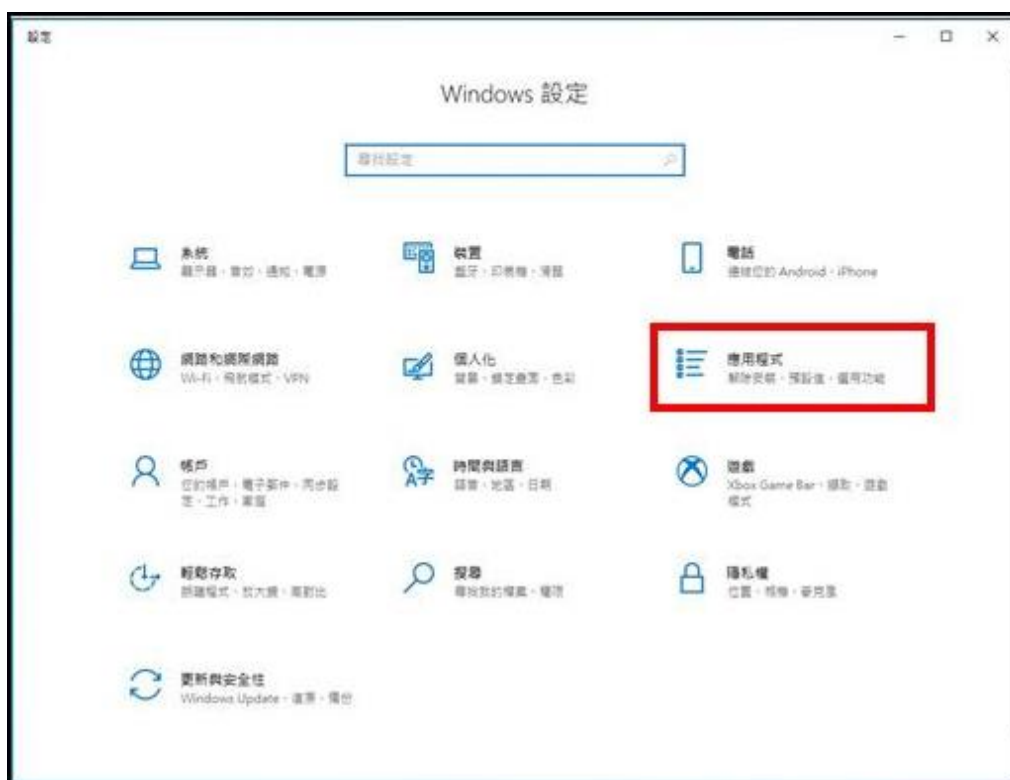 設定
Windows 設定
尋找設定
系統
顯示器、音效、通知、電源
裝置
藍牙、印表機、滑鼠
電話
連結您的 Android、iPhone
網路和網際網路
Wi-Fi、飛航模式、VPN
個人化
背景、鎖定畫面、色彩
應用程式
解除安裝、預設值、選用功能
帳戶
您的帳戶、電子郵件、同步設
定、工作、家庭
時間與語言
語音、地區、日期
遊戲
Xbox Game Bar、擷取、遊戲
模式
輕鬆存取
朗讀程式、放大鏡、高對比
搜尋
尋找我的檔案、權限
隱私權
位置、相機、麥克風
更新與安全性
Windows Update、復原、備份